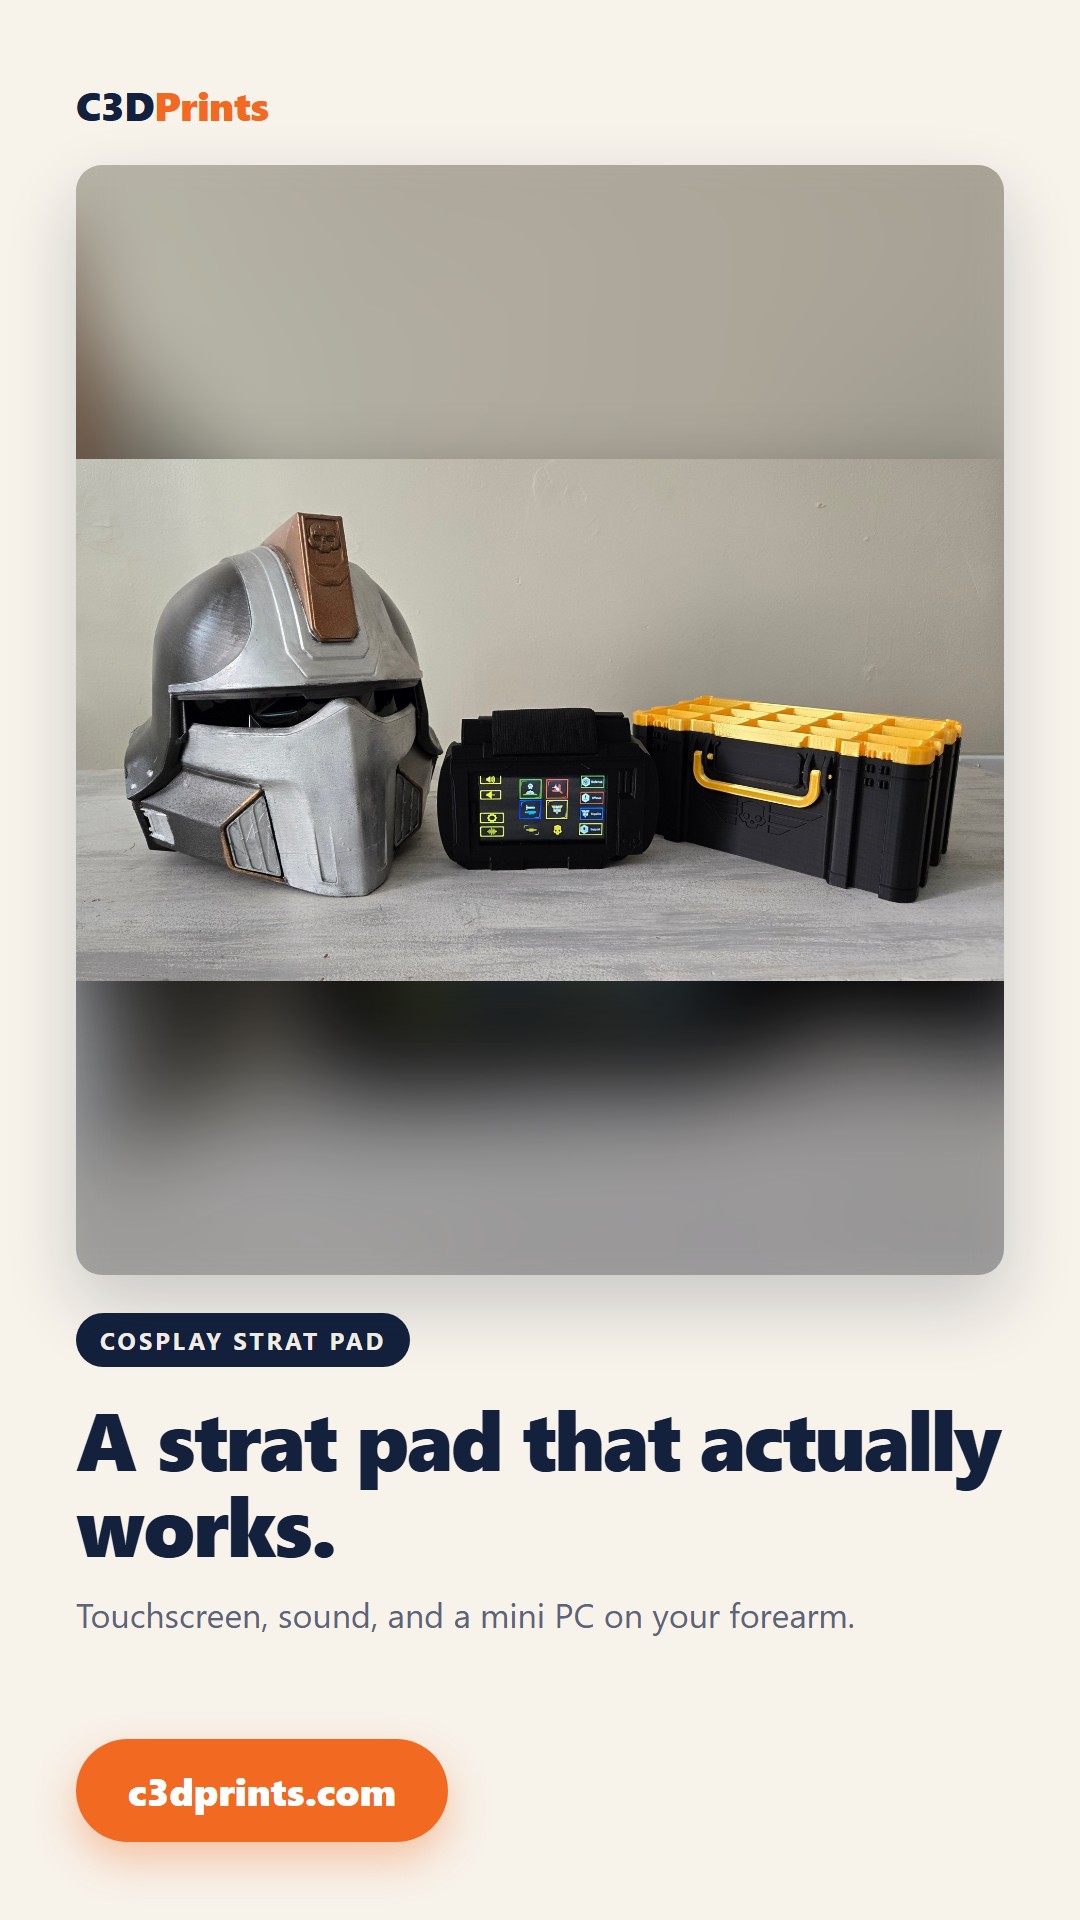 C3DPrints
COSPLAY STRAT PAD
A strat pad that actually
works.
Touchscreen, sound, and a mini PC on your forearm.
c3dprints.com